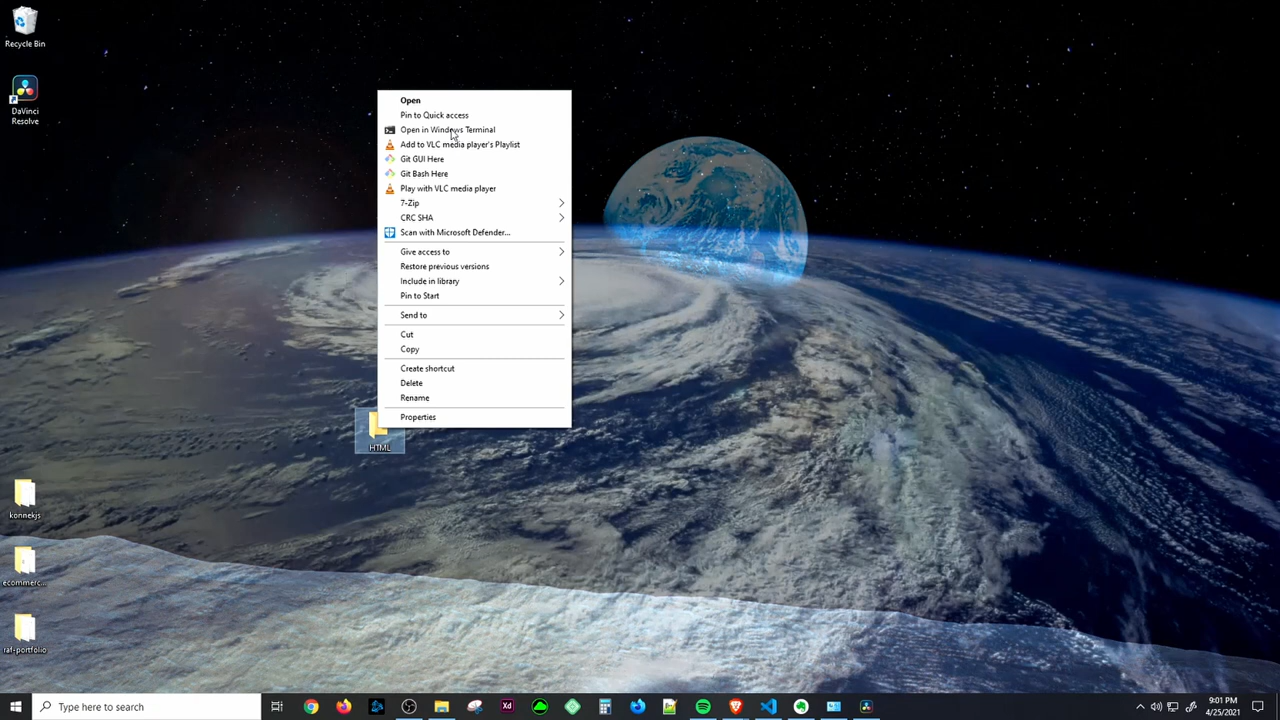 Recycle Bin
DaVinci
Resolve
Open
Pin to Quick access
Open in Windows Terminal
Add to VLC media player's Playlist
Git GUI Here
Git Bash Here
Play with VLC media player
7-Zip
CRC SHA
Scan with Microsoft Defender...
Give access to
Restore previous versions
Include in library
Pin to Start
Send to
Cut
Copy
Create shortcut
Delete
Rename
Properties
HTML
konnekjs
ecommerc...
raf-portfolio
Type here to search
Xd
9:01 PM
4/25/2021